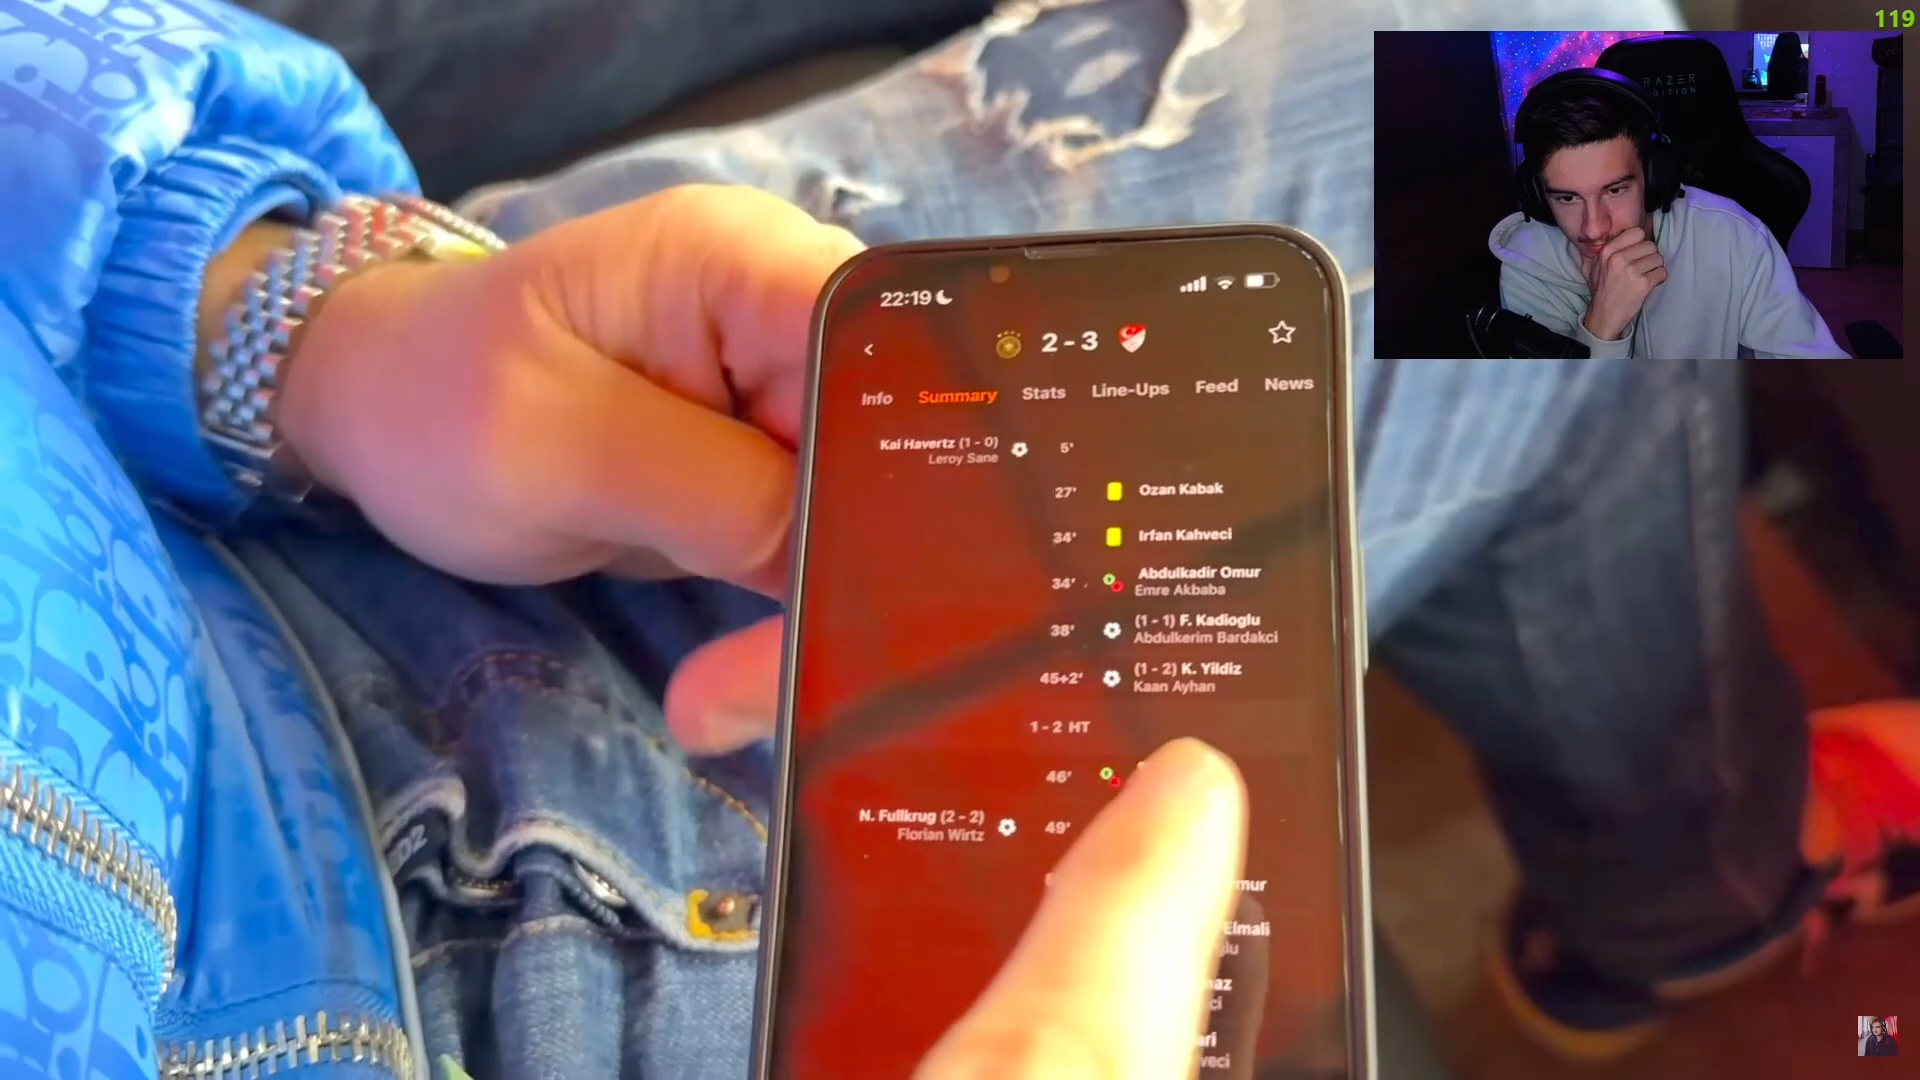 119
RAZER
22:19
2 - 3
Info Summary Stats Line-Ups Feed News
Kai Havertz (1 - 0)
Leroy Sane
5'
27' Ozan Kabak
34' Irfan Kahveci
34' Abdulkadir Omur
Emre Akbaba
38' (1 - 1) F. Kadioglu
Abdulkerim Bardakci
45+2' (1 - 2) K. Yildiz
Kaan Ayhan
1 - 2 HT
46'
N. Fullkrug (2 - 2)
Florian Wirtz
49'
Elmali